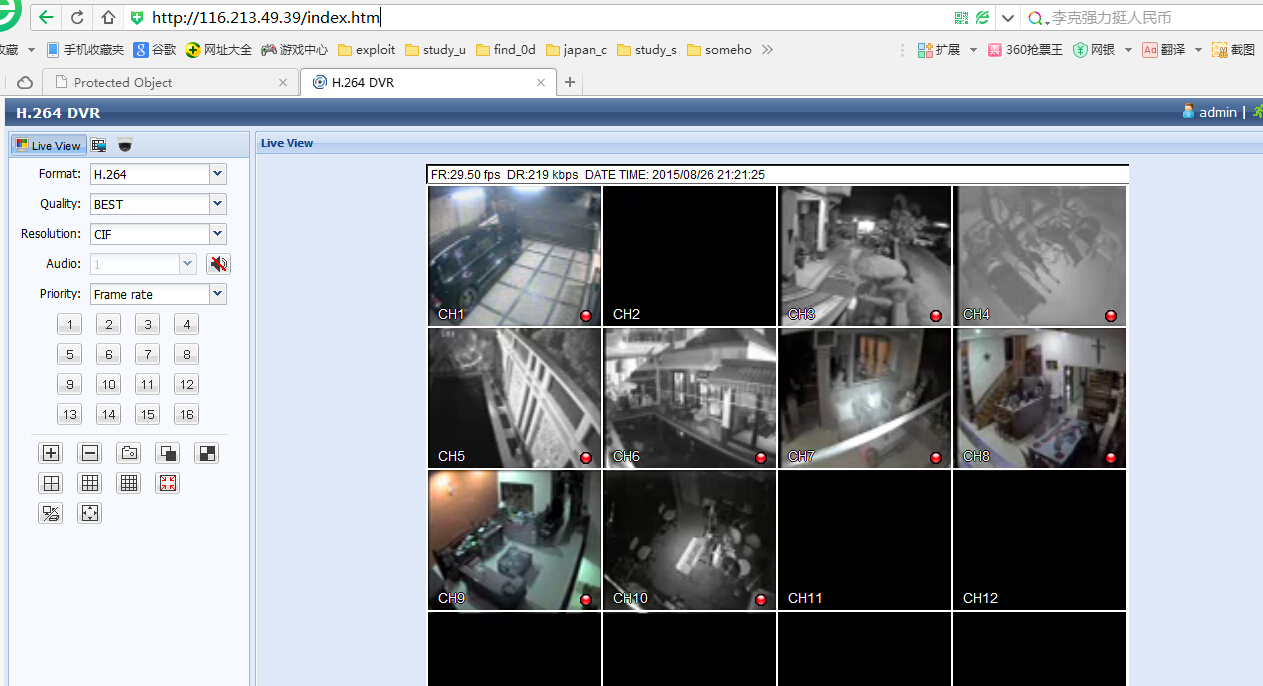 http://116.213.49.39/index.htm 李克强力挺人民币
收藏 手机收藏夹 谷歌 网址大全 游戏中心 exploit study_u find_0d japan_c study_s someho 扩展 360抢票王 网银 翻译 截图
Protected Object H.264 DVR
H.264 DVR admin |
Live View Live View
FR:29.50 fps DR:219 kbps DATE TIME: 2015/08/26 21:21:25
Format: H.264
Quality: BEST
Resolution: CIF
Audio: 1
Priority: Frame rate
1 2 3 4
5 6 7 8
9 10 11 12
13 14 15 16
CH1 CH2 CH3 CH4
CH5 CH6 CH7 CH8
CH9 CH10 CH11 CH12